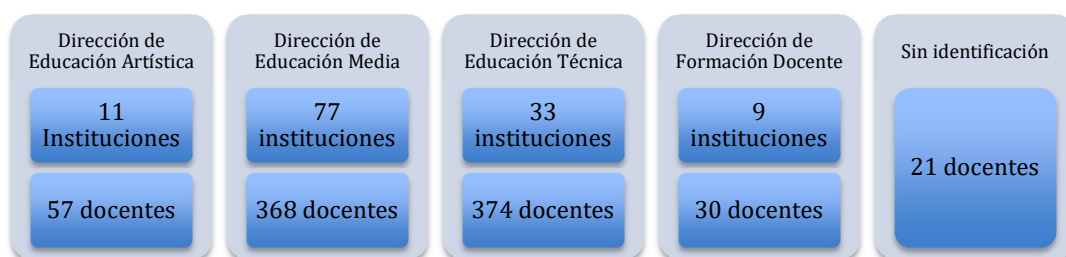 Dirección de
Educación Artística
11
Instituciones
57 docentes
Dirección de
Educación Media
77
instituciones
368 docentes
Dirección de
Educación Técnica
33
instituciones
374 docentes
Dirección de
Formación Docente
9
instituciones
30 docentes
Sin identificación
21 docentes